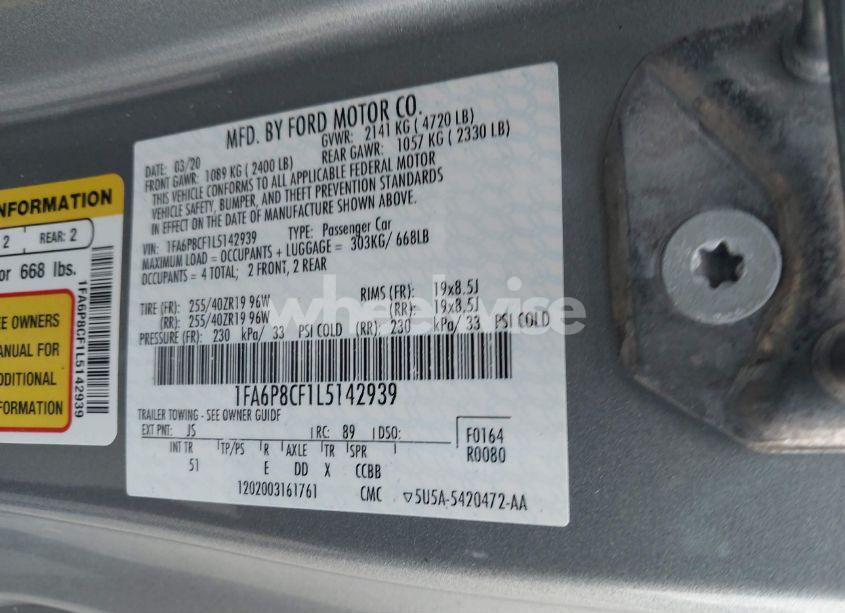 MFD. BY FORD MOTOR CO.
DATE: 03/20 GVWR: 2141 KG ( 4720 LB)
FRONT GAWR: 1089 KG ( 2400 LB) REAR GAWR: 1057 KG ( 2330 LB)
THIS VEHICLE CONFORMS TO ALL APPLICABLE FEDERAL MOTOR
VEHICLE SAFETY, BUMPER, AND THEFT PREVENTION STANDARDS
IN EFFECT ON THE DATE OF MANUFACTURE SHOWN ABOVE.
VIN: 1FA6P8CF1L5142939 TYPE: Passenger Car
MAXIMUM LOAD = OCCUPANTS + LUGGAGE = 303KG/ 668LB
OCCUPANTS = 4 TOTAL; 2 FRONT, 2 REAR
TIRE (FR): 255/40ZR19 96W RIMS (FR): 19x8.5J
(RR): 255/40ZR19 96W (RR): 19x8.5J
PRESSURE (FR): 230 kPa/ 33 PSI COLD (RR): 230 kPa/ 33 PSI COLD
1FA6P8CF1L5142939
TRAILER TOWING - SEE OWNER GUIDE
EXT PNT: JS RC: 89 DSO: F0164
R0080
INT TR TP/PS R AXLE TR SPR
51 E DD X CCBB
1202003161761 CMC 5U5A-5420472-AA
INFORMATION
2 REAR: 2
or 668 lbs.
EE OWNERS
ANUAL FOR
ADDITIONAL
FORMATION
1FA6P8CF1L5142939
wheelwise